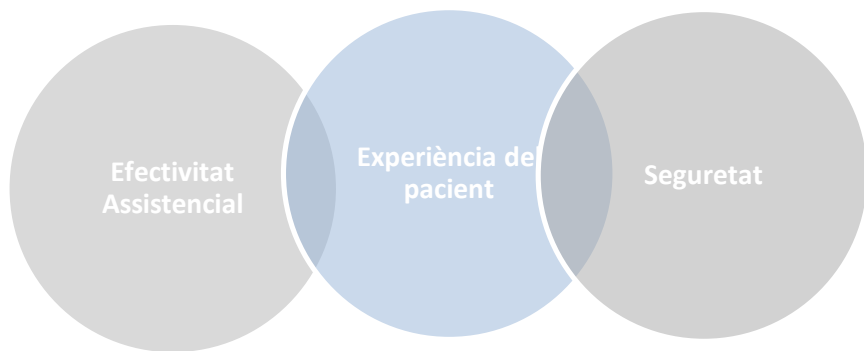 Efectivitat
Assistencial
Experiència del
pacient
Seguretat